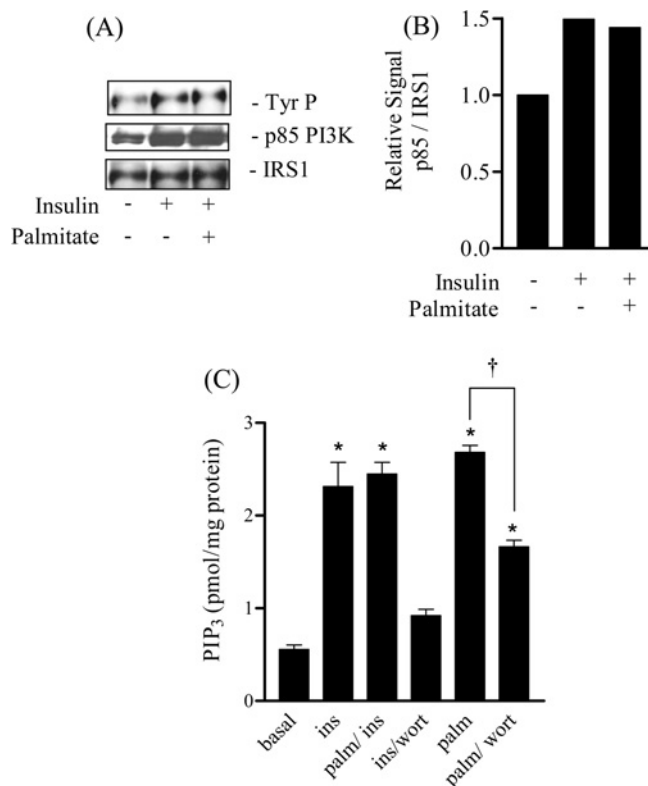 (A)
- Tyr P
- p85 PI3K
- IRS1
Insulin - + +
Palmitate - - +
(B)
Relative Signal
p85 / IRS1
1.5
1.0
0.5
0.0
Insulin - + +
Palmitate - - +
(C)
PIP₃ (pmol/mg protein)
3
2
1
0
†
* * * *
basal
ins
palm/ ins
ins/wort
palm
palm/ wort